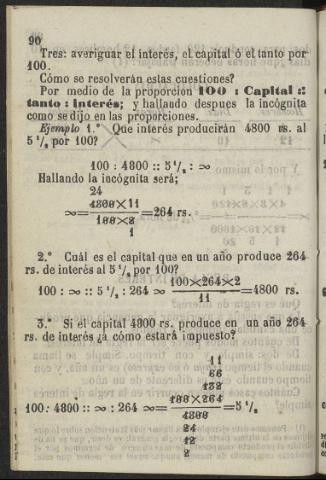 90
Tres: averiguar el interés, el capital ó el tanto por
100.
Cómo se resolverán estas cuestiones?
Por medio de la proporcion 100 : Capital ::
tanto : Interés; y hallando despues la incógnita
como se dijo en las proporciones.
Ejemplo 1.° Que interés producirán 4800 rs. al
5 1/2 por 100?
100 : 4800 :: 5 1/2 : ∞
Hallando la incógnita será;
24
4800×11
∞=————=264 rs.
100×2
1
2.° Cuál es el capital que en un año produce 264
rs. de interés al 5 1/2 por 100?
100×264×2
100 : ∞ :: 5 1/2 : 264 ∞ ————=4800 rs.
11
3.° Si el capital 4800 rs. produce en un año 264
rs. de interés ¿á cómo estará impuesto?
11
66
132
100×264
100: 4800 :: ∞ : 264 ∞=————=5 1/2
4800
24
12
2